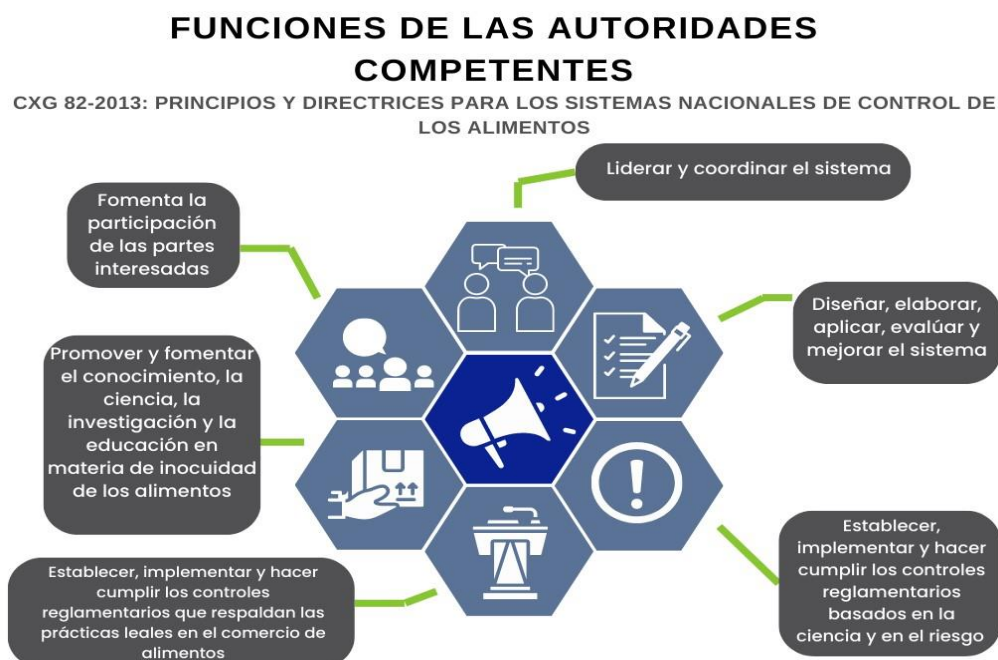 FUNCIONES DE LAS AUTORIDADES
COMPETENTES
CXG 82-2013: PRINCIPIOS Y DIRECTRICES PARA LOS SISTEMAS NACIONALES DE CONTROL DE
LOS ALIMENTOS
Liderar y coordinar el sistema
Fomenta la
participación
de las partes
interesadas
Diseñar, elaborar,
aplicar, evalúar y
mejorar el sistema
Promover y fomentar
el conocimiento, la
ciencia, la
investigación y la
educación en
materia de inocuidad
de los alimentos
Establecer,
implementar y hacer
cumplir los controles
reglamentarios
basados en la
ciencia y en el riesgo
Establecer, implementar y hacer
cumplir los controles
reglamentarios que respaldan las
prácticas leales en el comercio de
alimentos